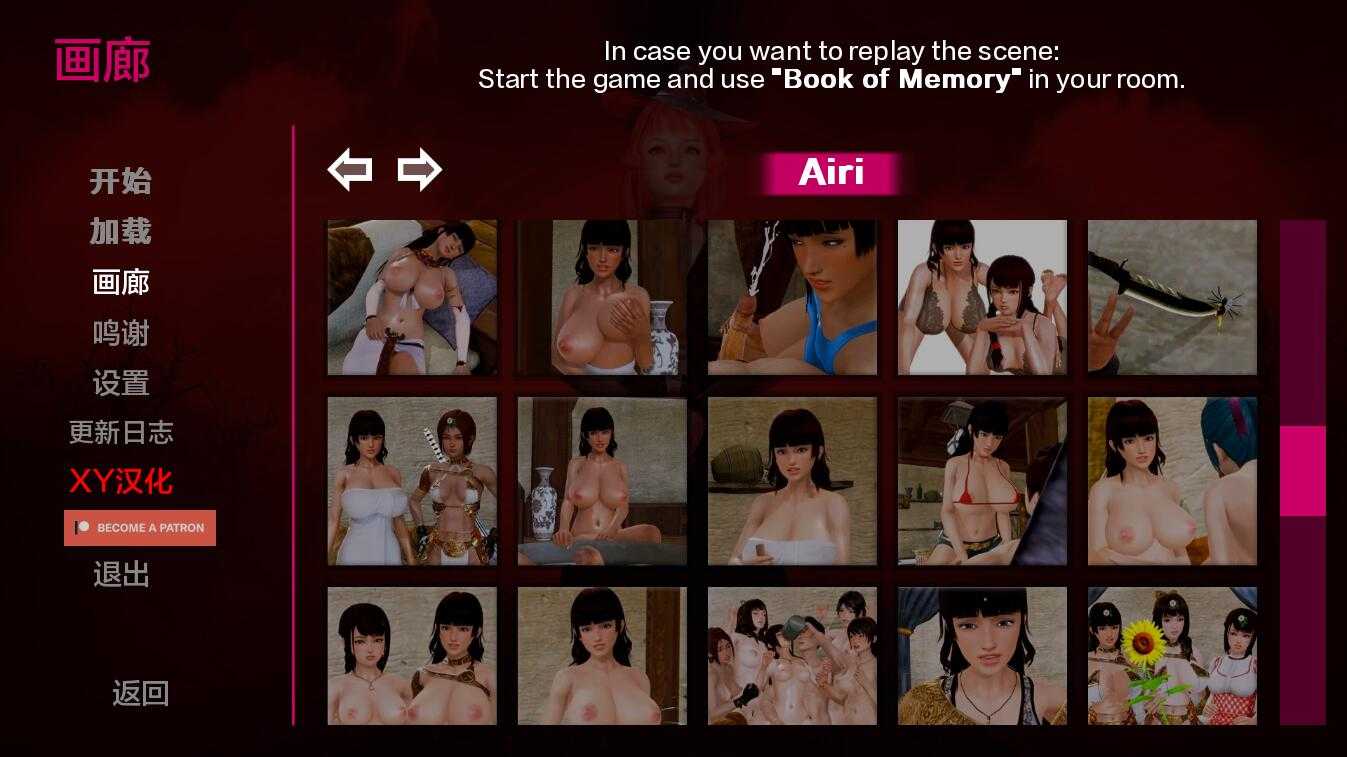 画廊
In case you want to replay the scene:
Start the game and use "Book of Memory" in your room.
Airi
开始
加载
画廊
鸣谢
设置
更新日志
XY汉化
BECOME A PATRON
退出
返回